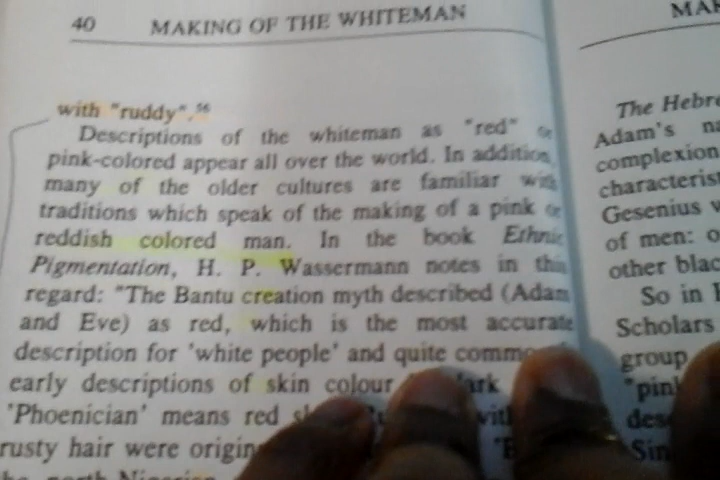 40 MAKING OF THE WHITEMAN
with "ruddy".⁵⁶
Descriptions of the whiteman as "red" or
pink-colored appear all over the world. In addition,
many of the older cultures are familiar with
traditions which speak of the making of a pink or
reddish colored man. In the book Ethnic
Pigmentation, H. P. Wassermann notes in this
regard: "The Bantu creation myth described (Adam
and Eve) as red, which is the most accurate
description for 'white people' and quite
early descriptions of skin colour
'Phoenician' means red
rusty hair were
north
The Hebre
Adam's na
complexion
characterist
Gesenius w
of men: o
other blac
So in
Scholars
group
"pin
des
Sin